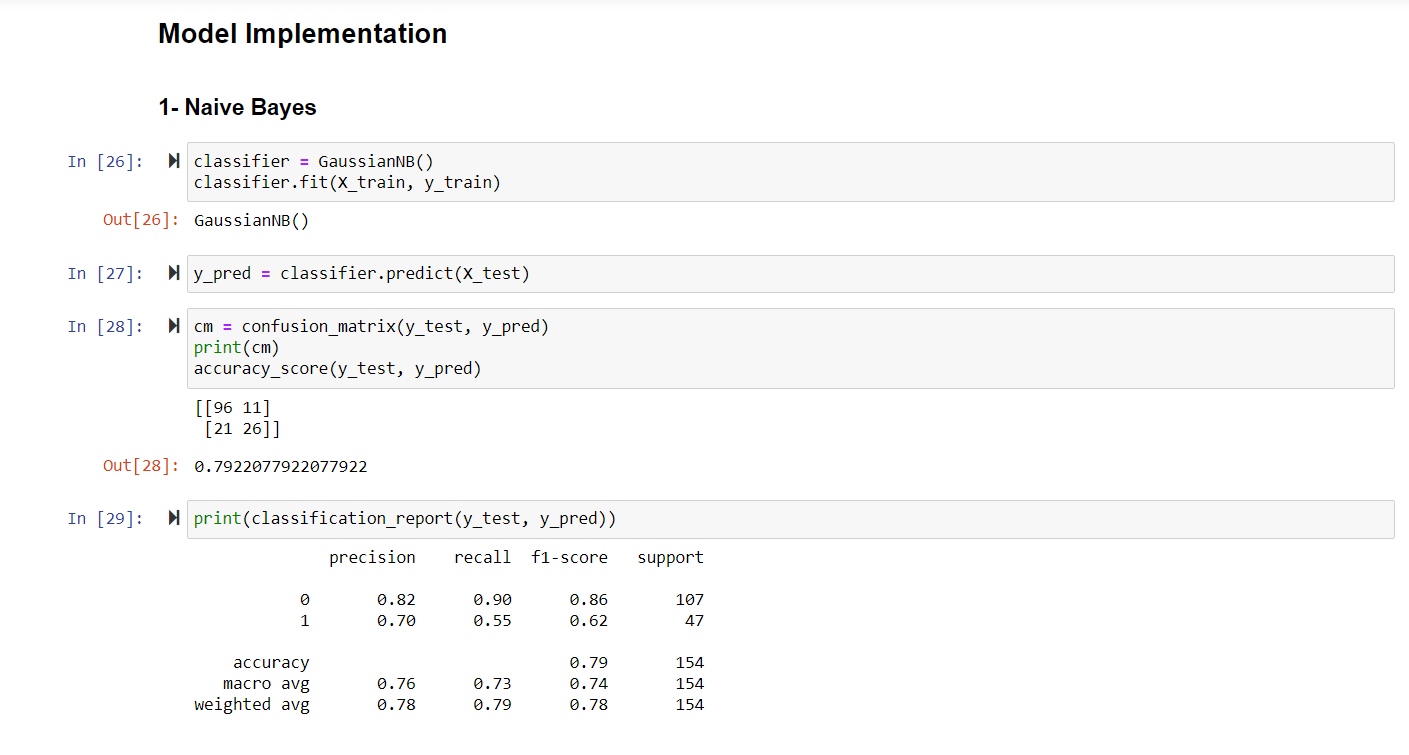 Model Implementation
1- Naive Bayes
In [26]: classifier = GaussianNB()
classifier.fit(X_train, y_train)
Out[26]: GaussianNB()
In [27]: y_pred = classifier.predict(X_test)
In [28]: cm = confusion_matrix(y_test, y_pred)
print(cm)
accuracy_score(y_test, y_pred)
[[96 11]
[21 26]]
Out[28]: 0.7922077922077922
In [29]: print(classification_report(y_test, y_pred))
precision recall f1-score support
0 0.82 0.90 0.86 107
1 0.70 0.55 0.62 47
accuracy 0.79 154
macro avg 0.76 0.73 0.74 154
weighted avg 0.78 0.79 0.78 154